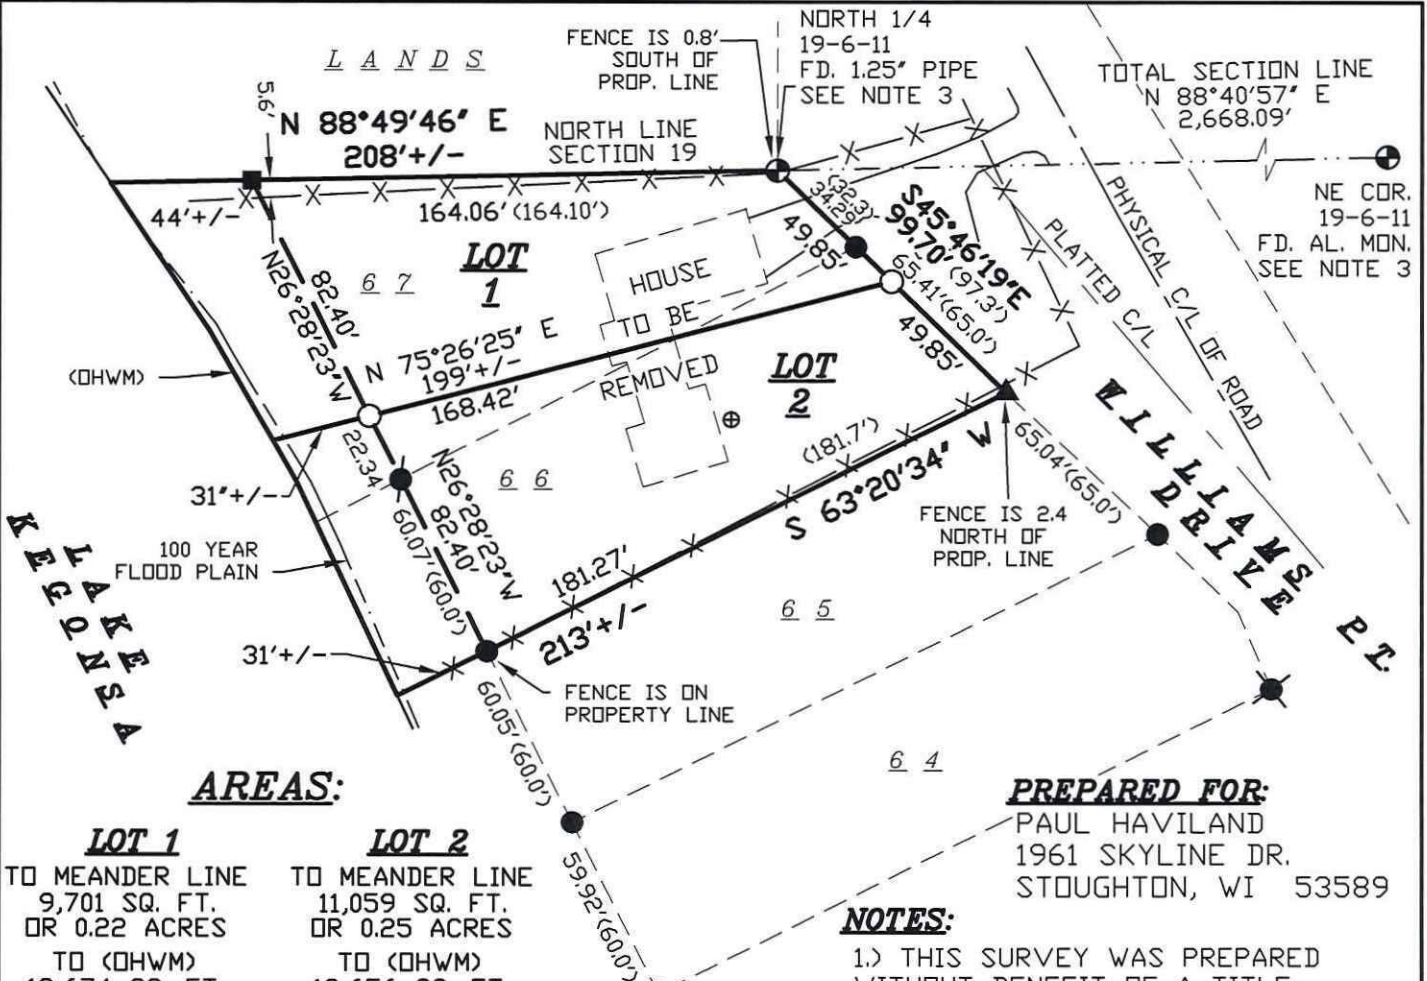 L A N D S
FENCE IS 0.8'
SOUTH OF
PROP. LINE
NORTH 1/4
19-6-11
FD. 1.25" PIPE
SEE NOTE 3
TOTAL SECTION LINE
N 88°40'57" E
2,668.09'
5.6'
N 88°49'46" E
208'+/-
NORTH LINE
SECTION 19
44'+/-
164.06' (164.10')
NE COR.
19-6-11
FD. AL. MON.
SEE NOTE 3
(32.3)
34.29'
49.85'
S45°46'19"E
99.70' (97.3')
65.41' (65.0')
49.85'
PLATTED C/L
PHYSICAL C/L OF ROAD
LOT
1
6 7
82.40'
N26°28'23"W
HOUSE
TO BE
REMOVED
N 75°26'25" E
199'+/-
168.42'
(OHWM)
LOT
2
22.34
31"+/-
6 6
(181.7')
S 63°20'34" W
65.04' (65.0')
WILLIAMS P.T.
DRIVE
FENCE IS 2.4
NORTH OF
PROP. LINE
N26°28'23"W
82.40'
60.07' (60.0')
100 YEAR
FLOOD PLAIN
LAKE
KEGONSA
181.27'
213'+/-
6 5
31'+/-
FENCE IS ON
PROPERTY LINE
60.05' (60.0')
6 4
59.92' (60.0')
AREAS:
LOT 1
TO MEANDER LINE
9,701 SQ. FT.
OR 0.22 ACRES
TO (OHWM)
LOT 2
TO MEANDER LINE
11,059 SQ. FT.
OR 0.25 ACRES
TO (OHWM)
PREPARED FOR:
PAUL HAVILAND
1961 SKYLINE DR.
STOUGHTON, WI 53589
NOTES:
1.) THIS SURVEY WAS PREPARED
WITHOUT BENEFIT OF A TITLE